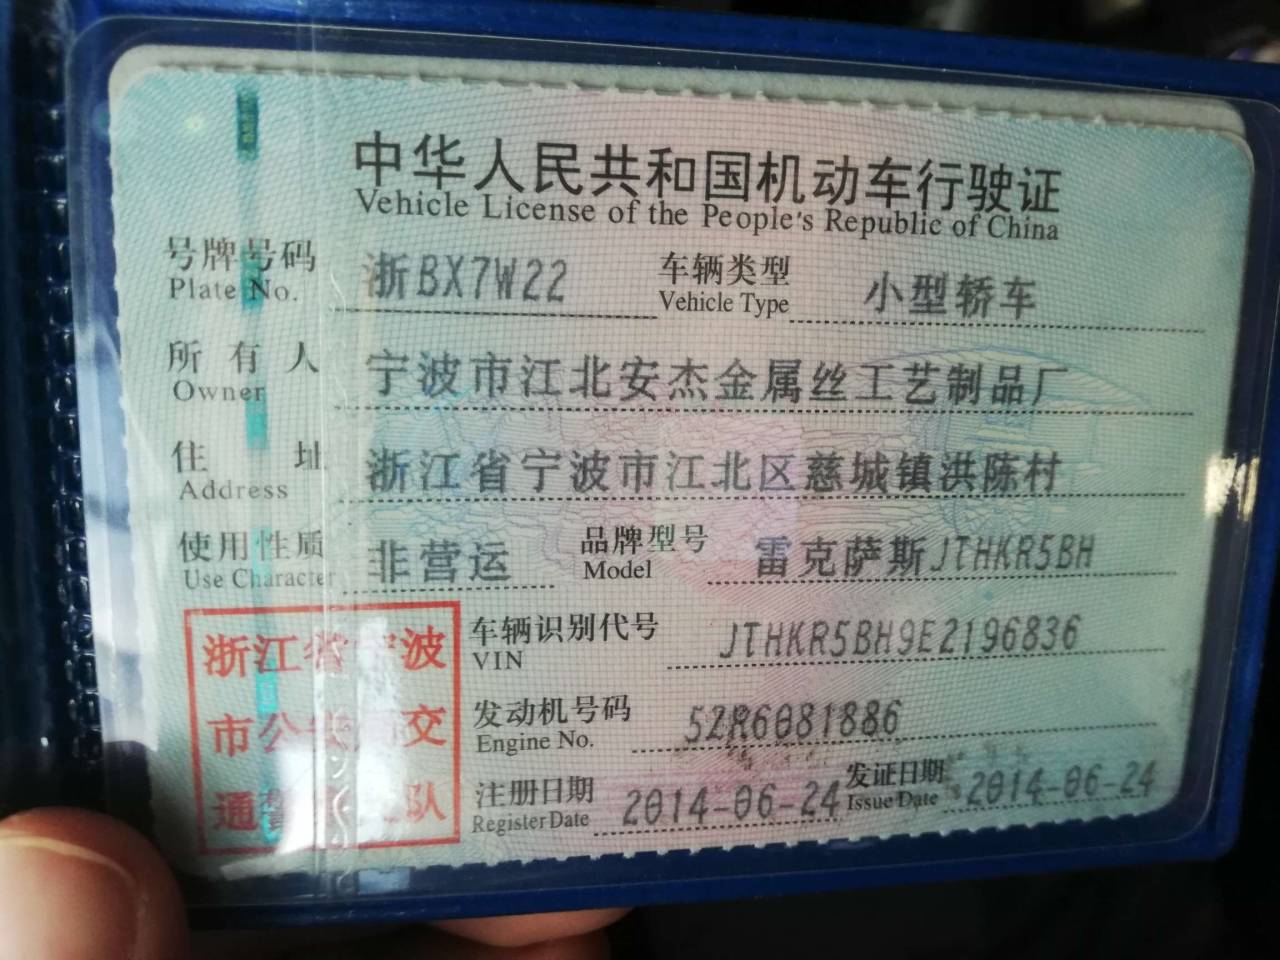 中华人民共和国机动车行驶证
Vehicle License of the People's Republic of China
号牌号码 浙BX7W22 车辆类型 小型轿车
Plate No. Vehicle Type
所有人 宁波市江北安杰金属丝工艺制品厂
Owner
住址 浙江省宁波市江北区慈城镇洪陈村
Address
使用性质 非营运 品牌型号 雷克萨斯JTHKR5BH
Use Character Model
车辆识别代号 JTHKR5BH9E2196836
VIN
发动机号码 5ZR6081886
Engine No.
注册日期 2014-06-24 发证日期 2014-06-24
Register Date Issue Date
浙江省宁波
市公安局交
通警 队